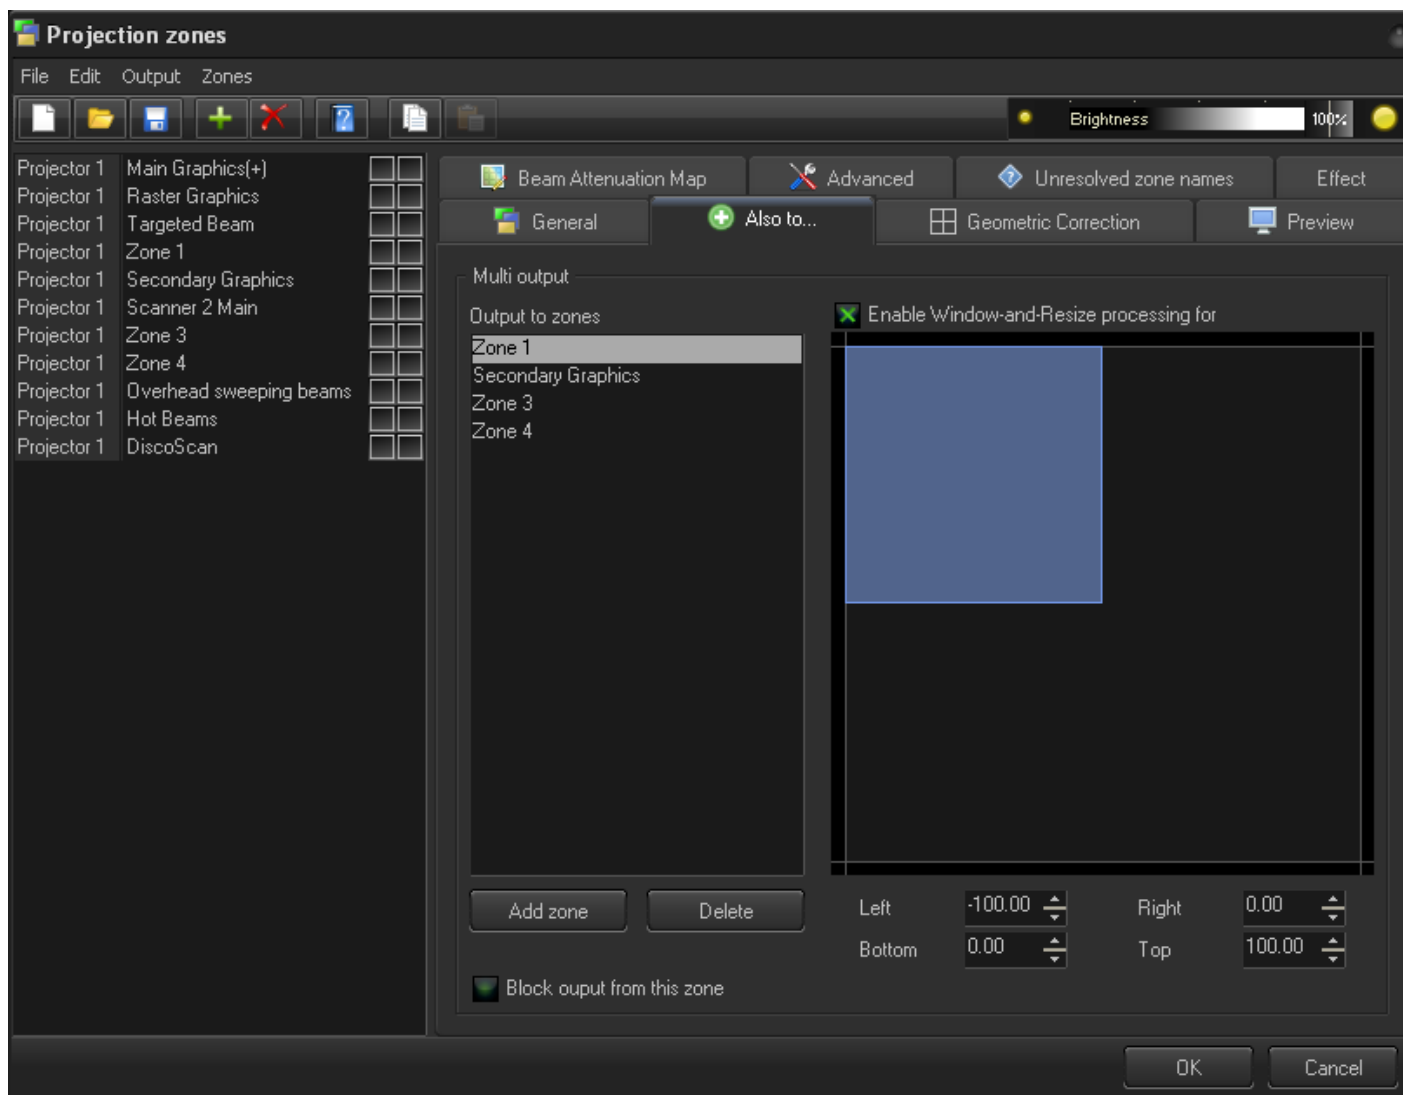 Projection zones
File Edit Output Zones
Brightness 100%
Projector 1 Main Graphics(+)
Projector 1 Raster Graphics
Projector 1 Targeted Beam
Projector 1 Zone 1
Projector 1 Secondary Graphics
Projector 1 Scanner 2 Main
Projector 1 Zone 3
Projector 1 Zone 4
Projector 1 Overhead sweeping beams
Projector 1 Hot Beams
Projector 1 DiscoScan
Beam Attenuation Map Advanced Unresolved zone names Effect
General Also to... Geometric Correction Preview
Multi output
Output to zones
Zone 1
Secondary Graphics
Zone 3
Zone 4
Enable Window-and-Resize processing for
Add zone Delete
Left -100.00 Right 0.00
Bottom 0.00 Top 100.00
Block ouput from this zone
OK Cancel